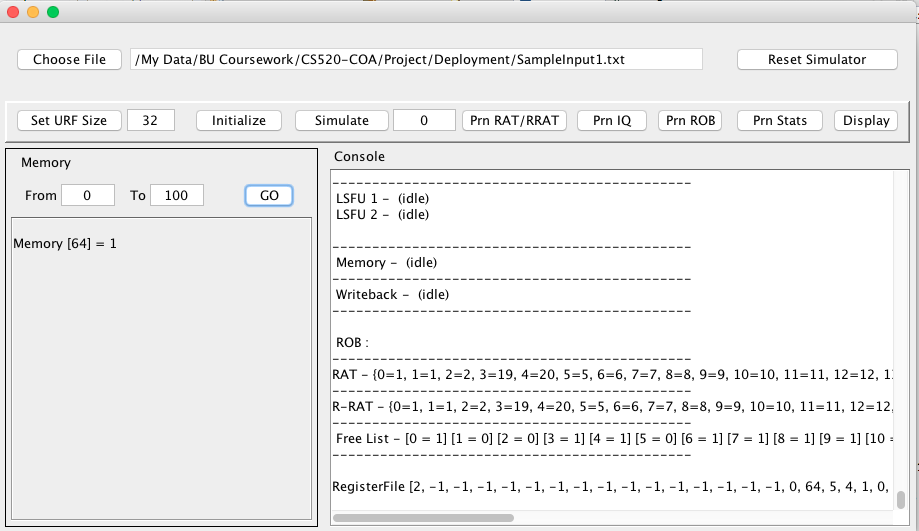 Choose File /My Data/BU Coursework/CS520-COA/Project/Deployment/SampleInput1.txt Reset Simulator
Set URF Size 32 Initialize Simulate 0 Prn RAT/RRAT Prn IQ Prn ROB Prn Stats Display
Memory
From 0 To 100 GO
Memory [64] = 1
Console
---------------------------------------------
LSFU 1 - (idle)
LSFU 2 - (idle)
---------------------------------------------
Memory - (idle)
---------------------------------------------
Writeback - (idle)
---------------------------------------------
ROB :
---------------------------------------------
RAT - {0=1, 1=1, 2=2, 3=19, 4=20, 5=5, 6=6, 7=7, 8=8, 9=9, 10=10, 11=11, 12=12,
---------------------------------------------
R-RAT - {0=1, 1=1, 2=2, 3=19, 4=20, 5=5, 6=6, 7=7, 8=8, 9=9, 10=10, 11=11, 12=12,
---------------------------------------------
Free List - [0 = 1] [1 = 0] [2 = 0] [3 = 1] [4 = 1] [5 = 0] [6 = 1] [7 = 1] [8 = 1] [9 = 1] [10 =
---------------------------------------------
RegisterFile [2, -1, -1, -1, -1, -1, -1, -1, -1, -1, -1, -1, -1, -1, -1, -1, 0, 64, 5, 4, 1, 0,